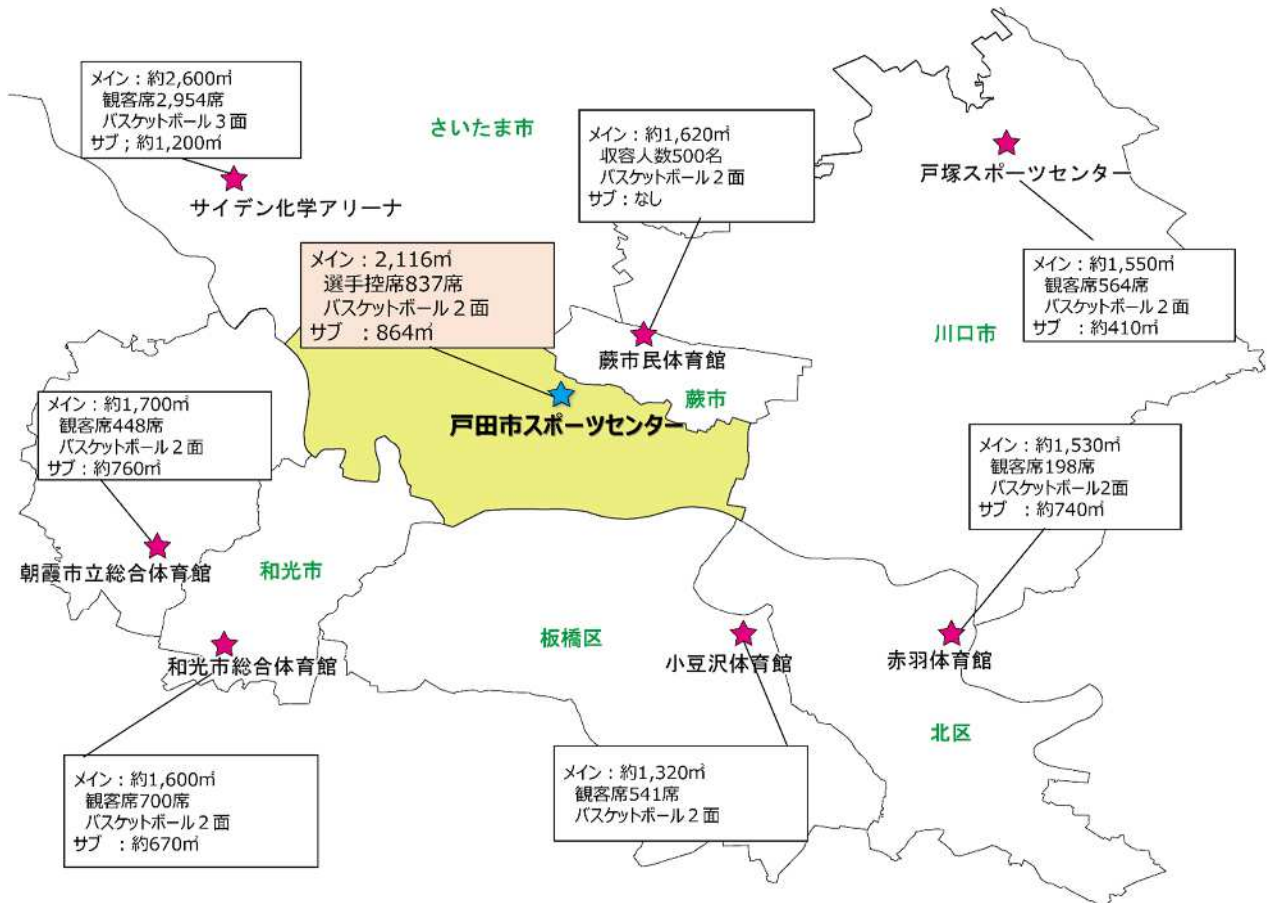 メイン：約2,600㎡
観客席2,954席
バスケットボール３面
サブ；約1,200㎡
さいたま市
メイン：約1,620㎡
収容人数500名
バスケットボール２面
サブ：なし
戸塚スポーツセンター
サイデン化学アリーナ
メイン：2,116㎡
選手控席837席
バスケットボール２面
サブ ：864㎡
メイン：約1,550㎡
観客席564席
バスケットボール２面
サブ ：約410㎡
川口市
蕨市民体育館
蕨市
戸田市スポーツセンター
メイン：約1,700㎡
観客席448席
バスケットボール２面
サブ：約760㎡
メイン：約1,530㎡
観客席198席
バスケットボール2面
サブ ：約740㎡
朝霞市立総合体育館
和光市
板橋区
小豆沢体育館
赤羽体育館
和光市総合体育館
北区
メイン：約1,600㎡
観客席700席
バスケットボール２面
サブ ：約670㎡
メイン：約1,320㎡
観客席541席
バスケットボール２面